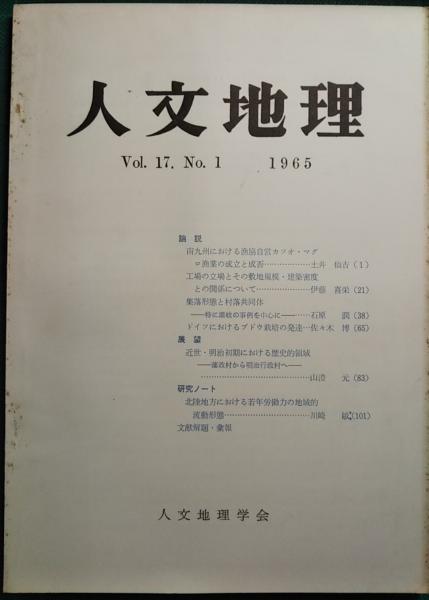 人文地理
Vol. 17. No. 1 1965
論説
南九州における漁協自営カツオ・マグ
ロ漁業の成立と成否………………土井 仙吉(1)
工場の立場とその敷地規模・建築密度
との関係について…………………伊藤 喜栄(21)
集落形態と村落共同体
——特に讃岐の事例を中心に——……石原 潤(38)
ドイツにおけるブドウ栽培の発達…佐々木 博(65)
展望
近世・明治初期における歴史的領域
——藩政村から明治行政村へ——
……………………………………山澄 元(83)
研究ノート
北陸地方における若年労働力の地域的
流動形態……………………………川崎 敏(101)
文献解題・彙報
人文地理学会